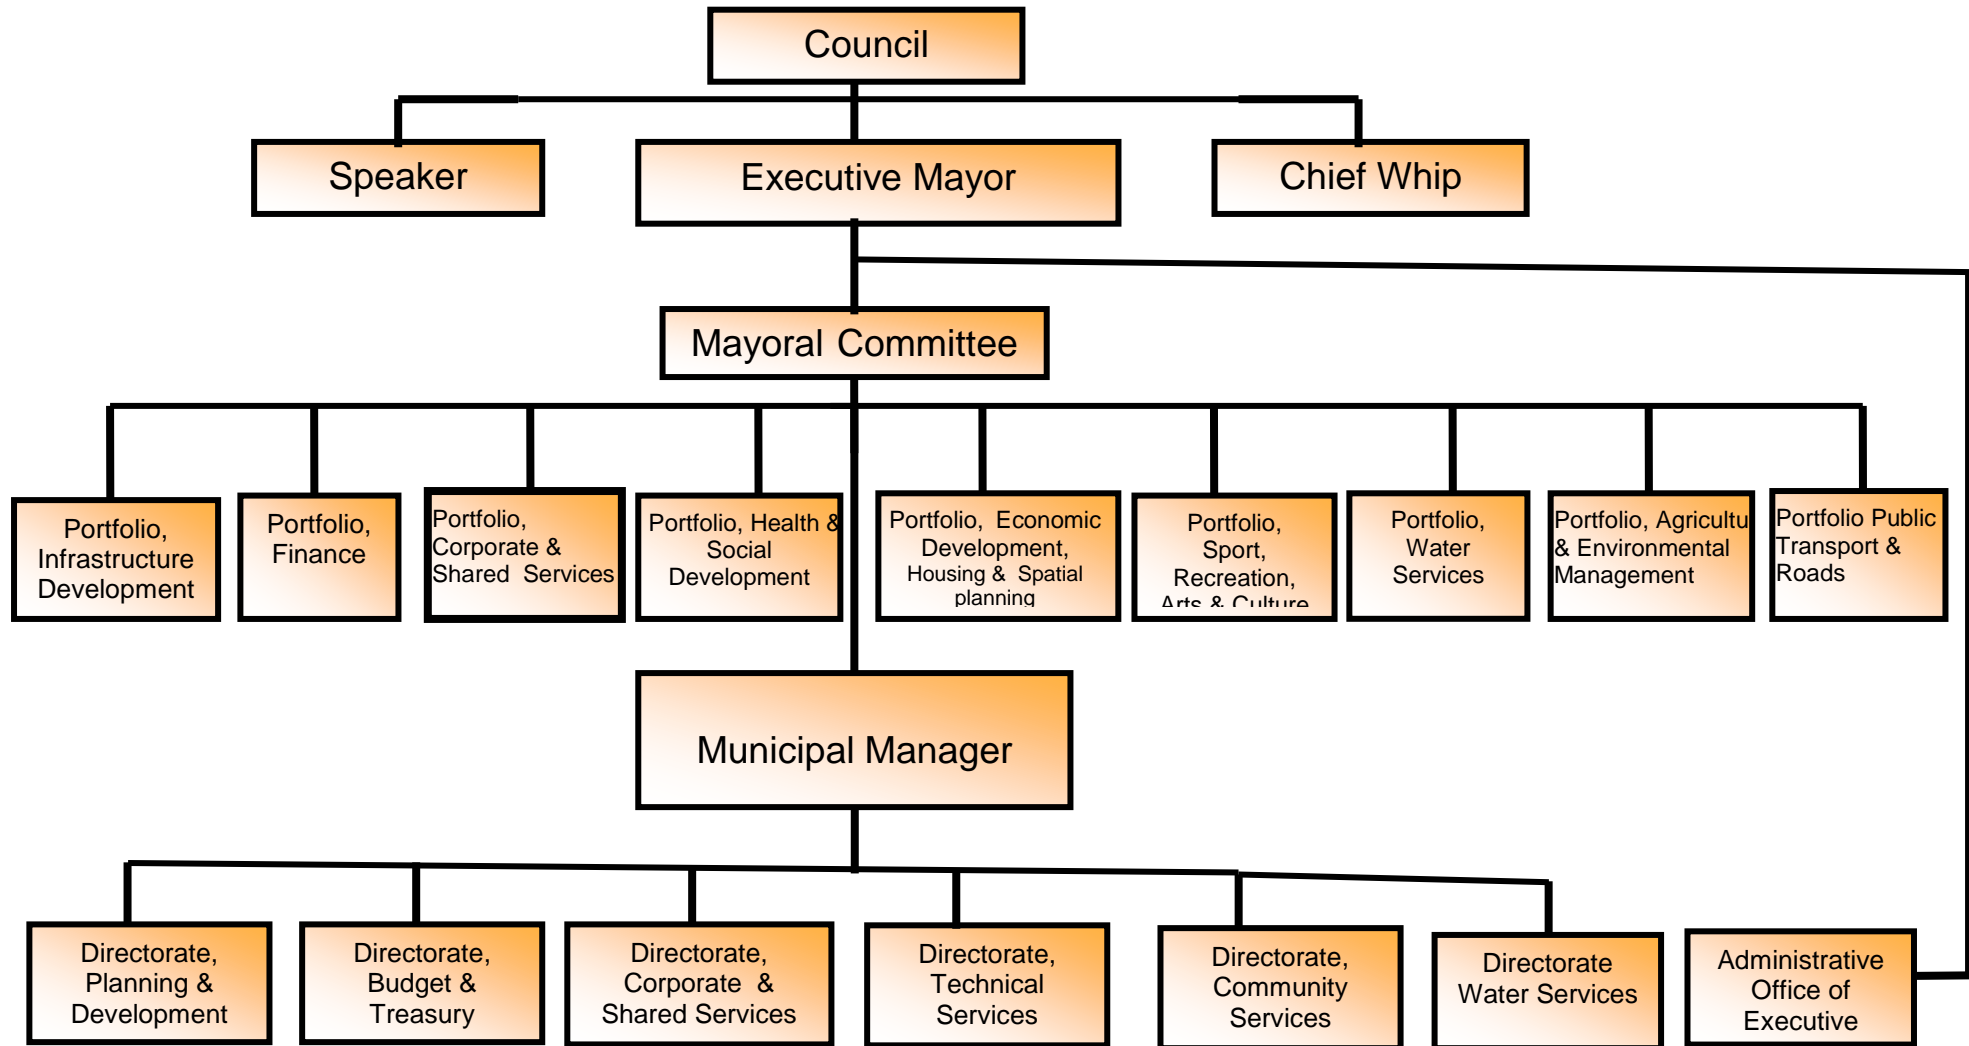 Council
Speaker
Executive Mayor
Chief Whip
Mayoral Committee
Portfolio,
Infrastructure
Development
Portfolio,
Finance
Portfolio,
Corporate &
Shared Services
Portfolio, Health &
Social
Development
Portfolio, Economic
Development,
Housing & Spatial
planning
Portfolio,
Sport,
Recreation,
Arts & Culture
Portfolio,
Water
Services
Portfolio, Agricultu
& Environmental
Management
Portfolio Public
Transport &
Roads
Municipal Manager
Directorate,
Planning &
Development
Directorate,
Budget &
Treasury
Directorate,
Corporate &
Shared Services
Directorate,
Technical
Services
Directorate,
Community
Services
Directorate
Water Services
Administrative
Office of
Executive